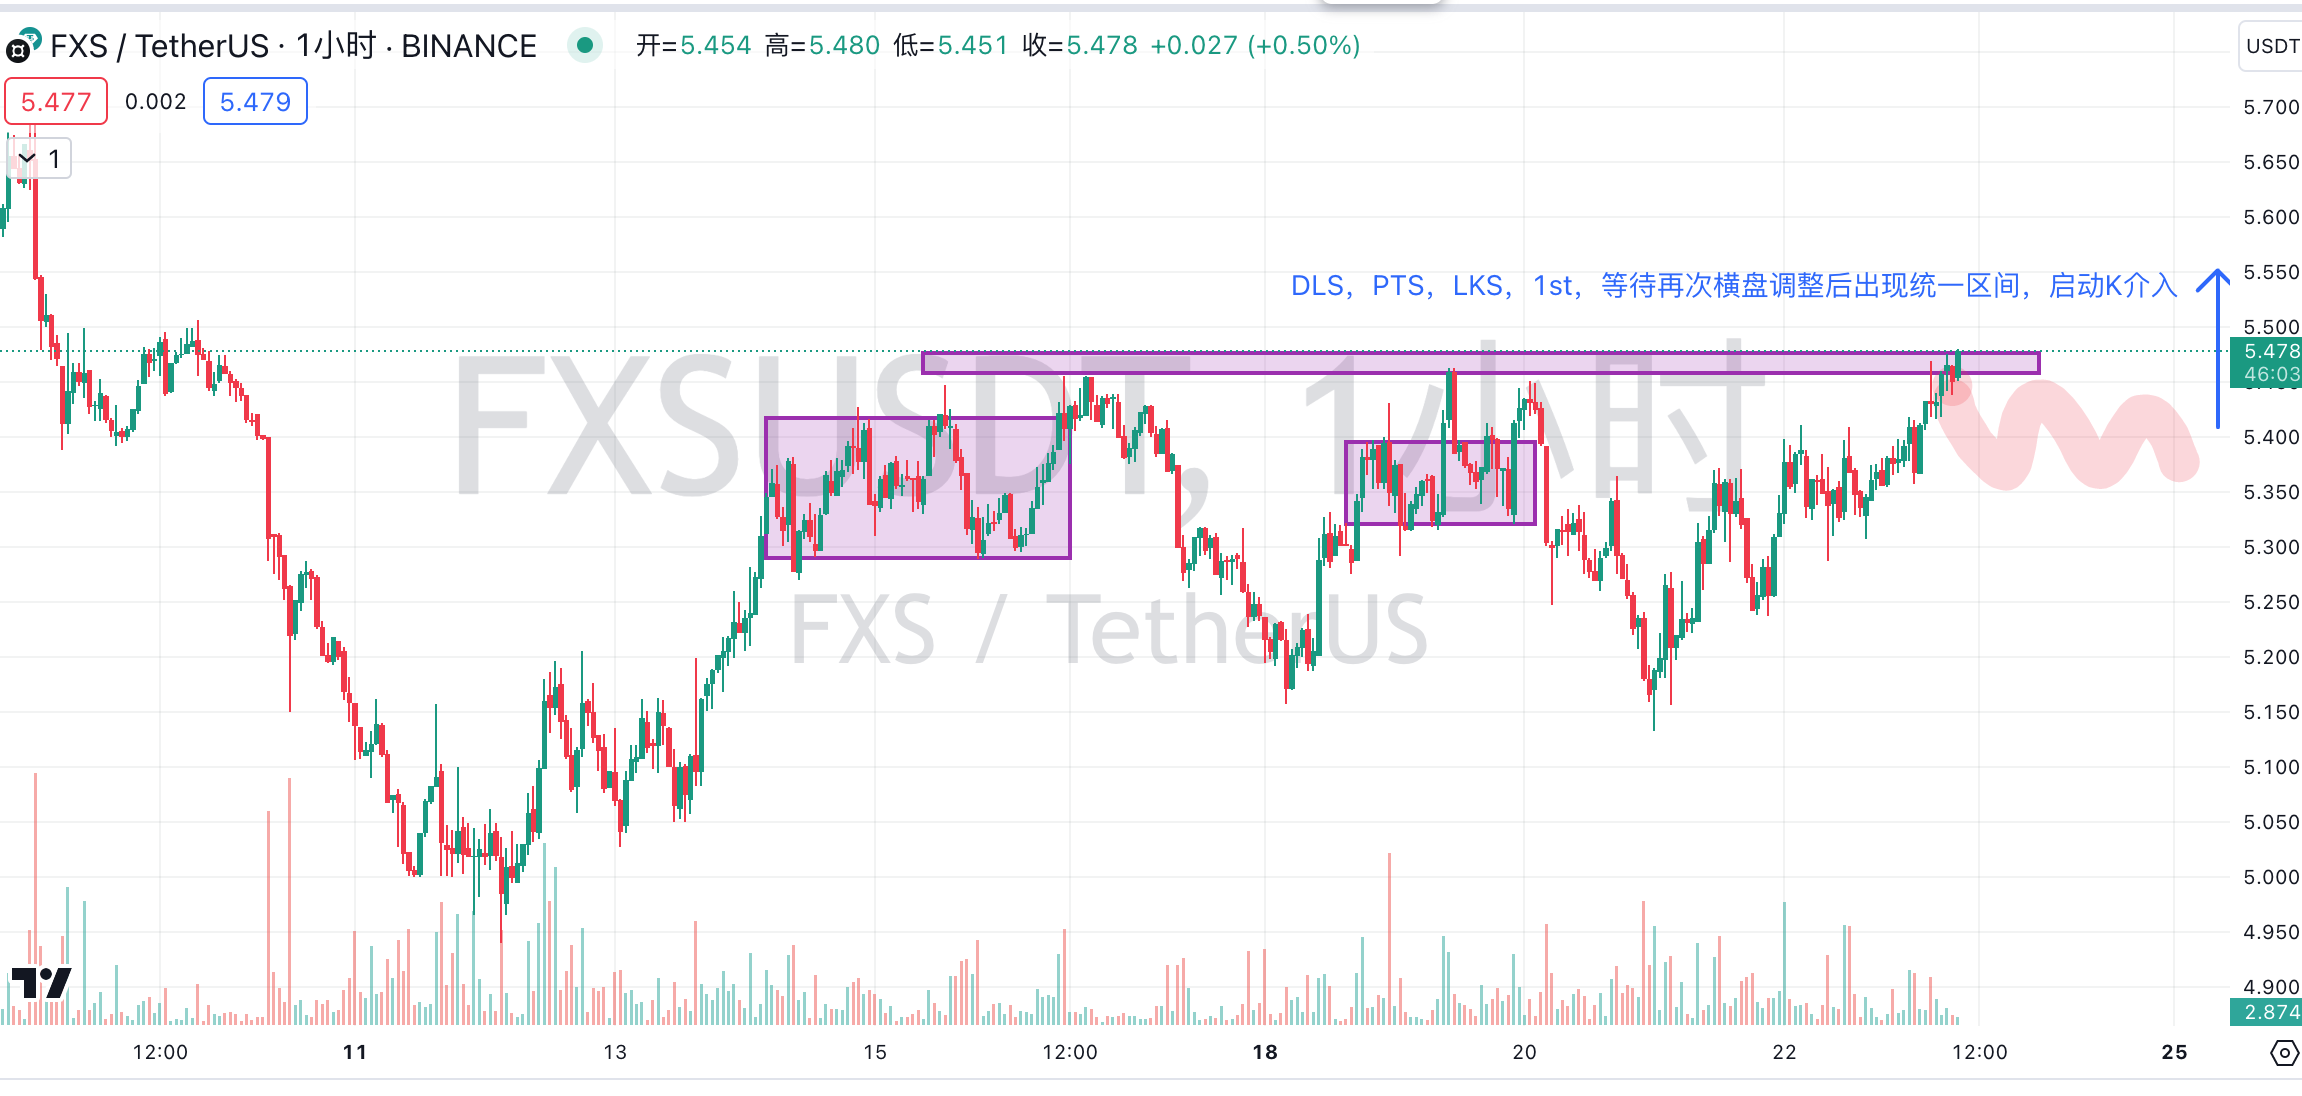 FXS / TetherUS · 1小时 · BINANCE 开=5.454 高=5.480 低=5.451 收=5.478 +0.027 (+0.50%)
USDT
5.477 0.002 5.479
1
5.700
5.650
5.600
5.550
DLS，PTS，LKS，1st，等待再次横盘调整后出现统一区间，启动K介入
5.500
5.478
46:03
FXSUSDT, 1小时
5.400
5.350
5.300
5.250
FXS / TetherUS
5.200
5.150
5.100
5.050
5.000
4.950
4.900
2.874
12:00 11 13 15 12:00 18 20 22 12:00 25